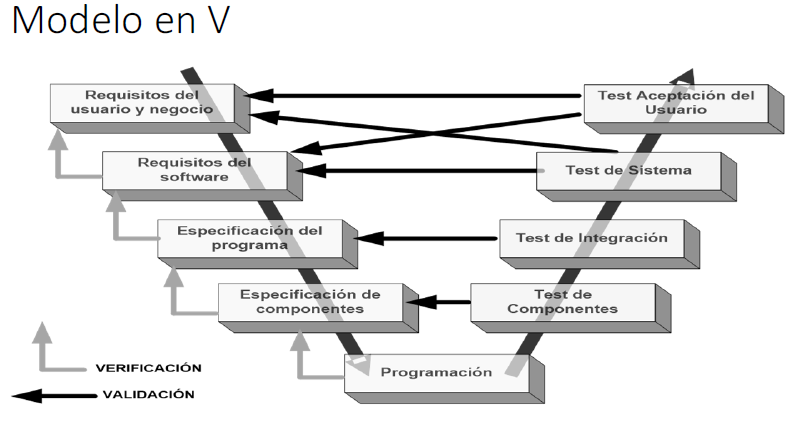 Modelo en V
Requisitos del
usuario y negocio
Test Aceptación del
Usuario
Requisitos del
software
Test de Sistema
Especificación del
programa
Test de Integración
Especificación de
componentes
Test de
Componentes
Programación
VERIFICACIÓN
VALIDACIÓN